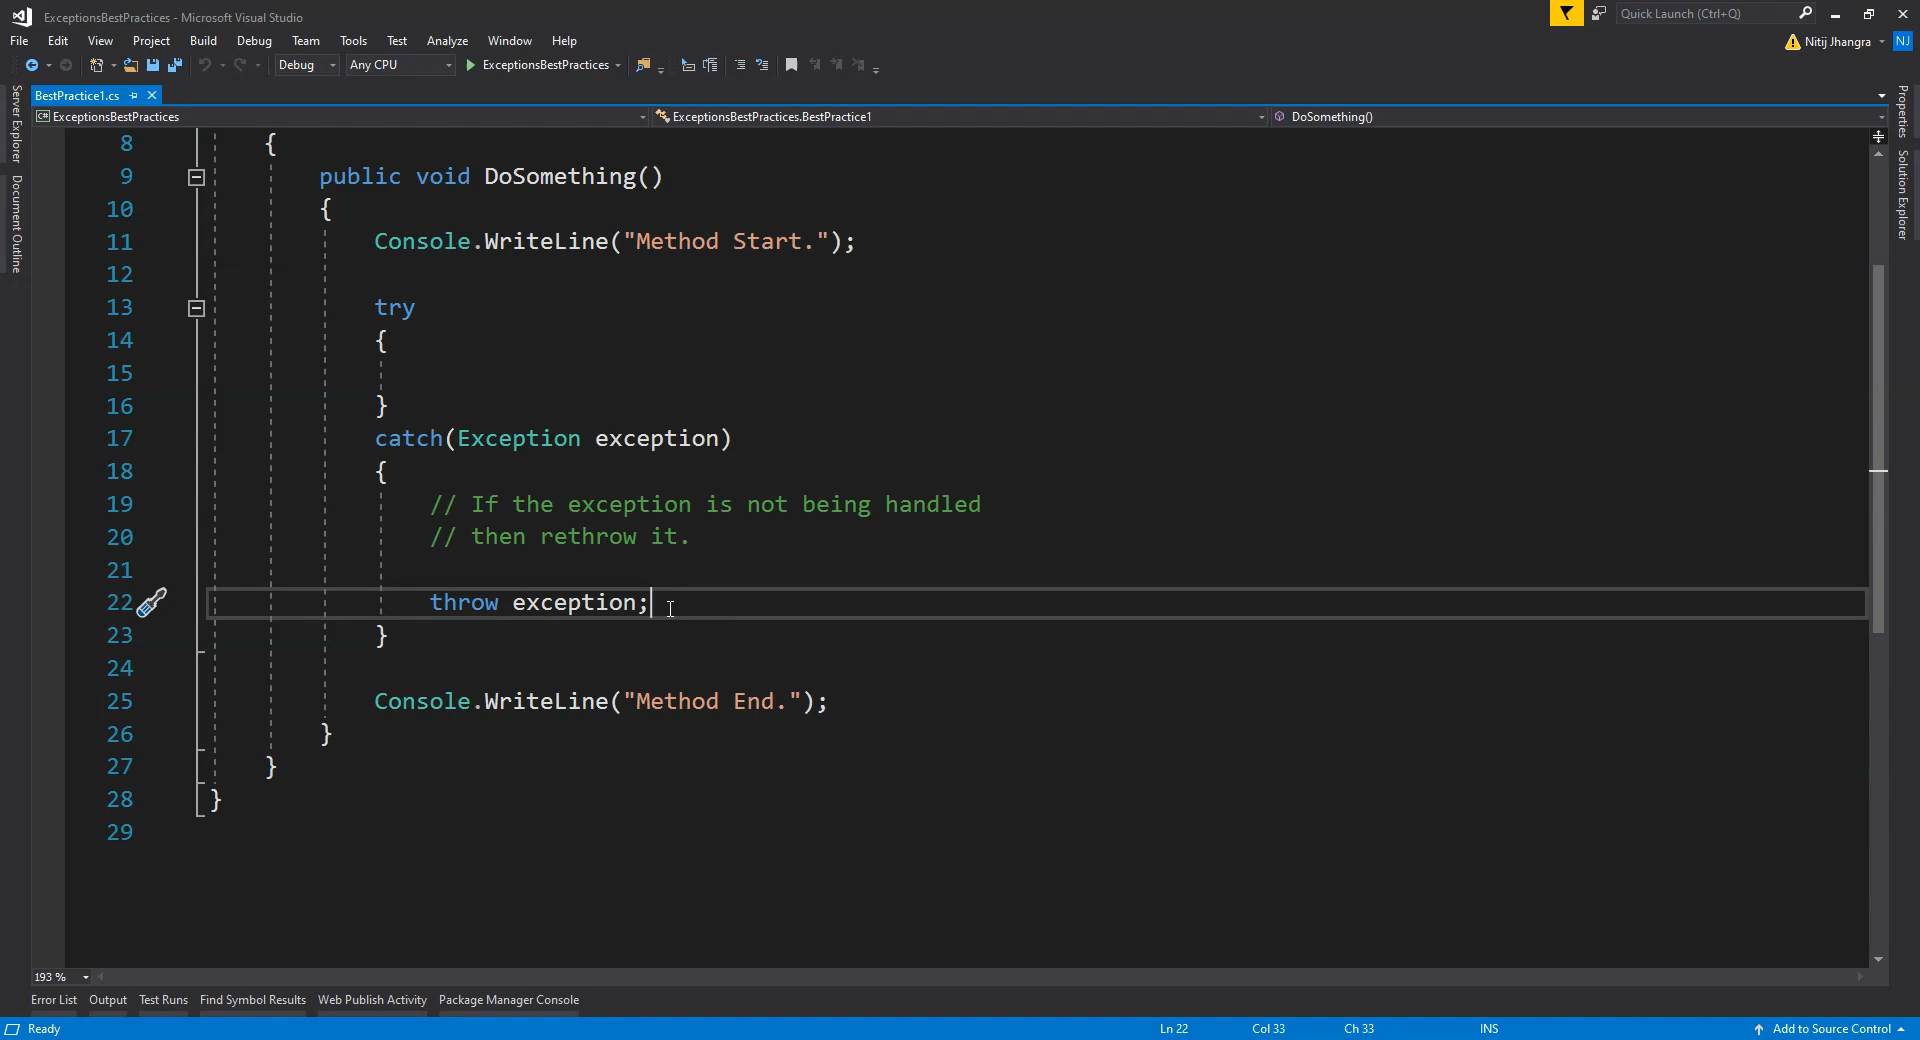 ExceptionsBestPractices - Microsoft Visual Studio
Quick Launch (Ctrl+Q)
File Edit View Project Build Debug Team Tools Test Analyze Window Help
Nitij Jhangra NJ
Debug Any CPU ExceptionsBestPractices
Server Explorer
Document Outline
Properties
Solution Explorer
BestPractice1.cs
C# ExceptionsBestPractices ExceptionsBestPractices.BestPractice1 DoSomething()
8 {
9 public void DoSomething()
10 {
11 Console.WriteLine("Method Start.");
12
13 try
14 {
15
16 }
17 catch(Exception exception)
18 {
19 // If the exception is not being handled
20 // then rethrow it.
21
22 throw exception;
23 }
24
25 Console.WriteLine("Method End.");
26 }
27 }
28 }
29
193 %
Error List Output Test Runs Find Symbol Results Web Publish Activity Package Manager Console
Ready Ln 22 Col 33 Ch 33 INS Add to Source Control